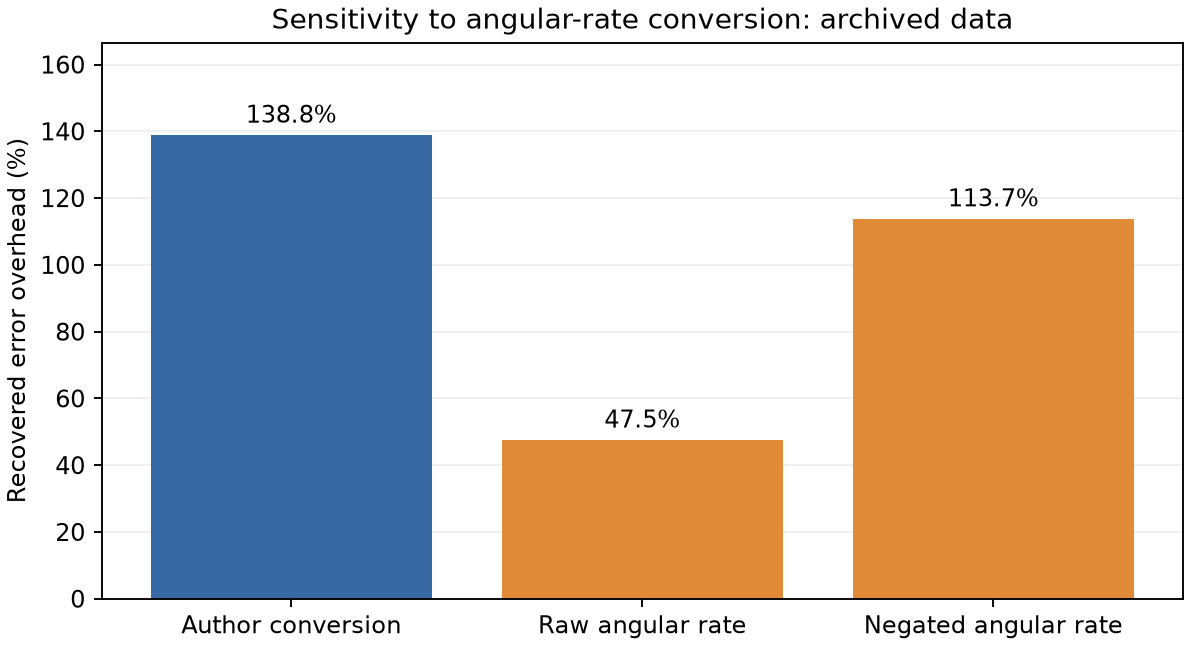 Sensitivity to angular-rate conversion: archived data
Recovered error overhead (%)
160
140
120
100
80
60
40
20
0
138.8%
47.5%
113.7%
Author conversion
Raw angular rate
Negated angular rate